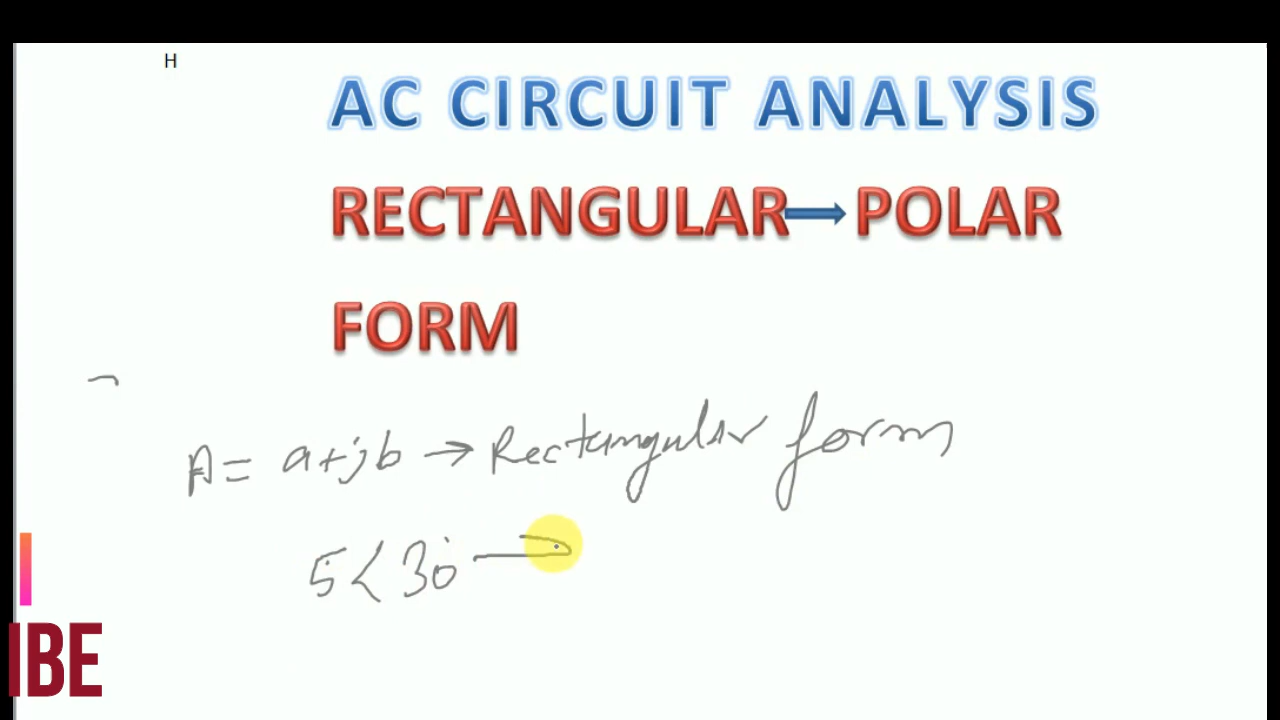 H
AC CIRCUIT ANALYSIS
RECTANGULAR → POLAR
FORM
A = a+jb → Rectangular form
5 < 30°
IBE